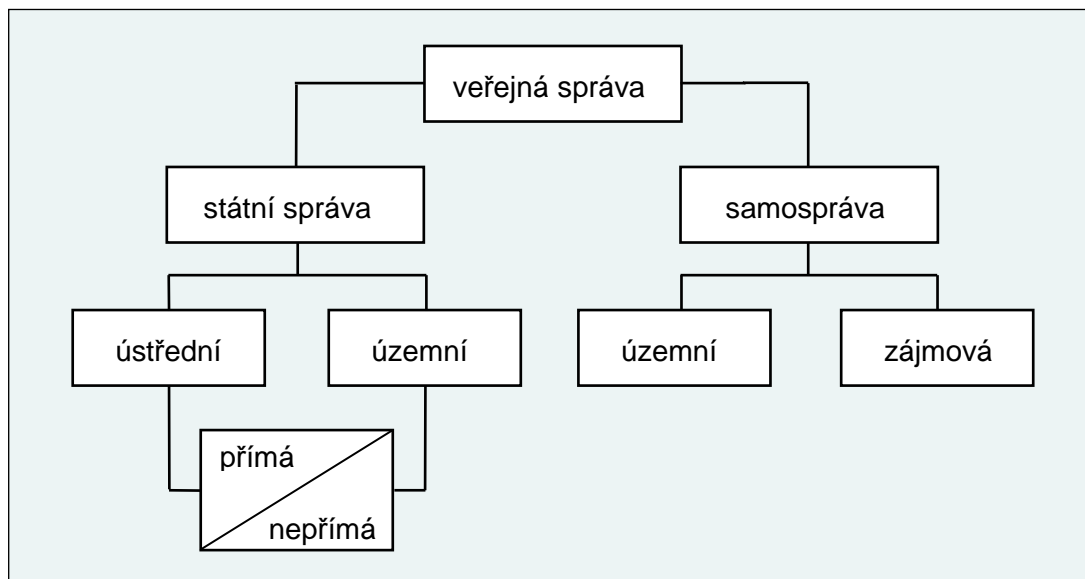 veřejná správa
státní správa
samospráva
ústřední
územní
územní
zájmová
přímá
nepřímá